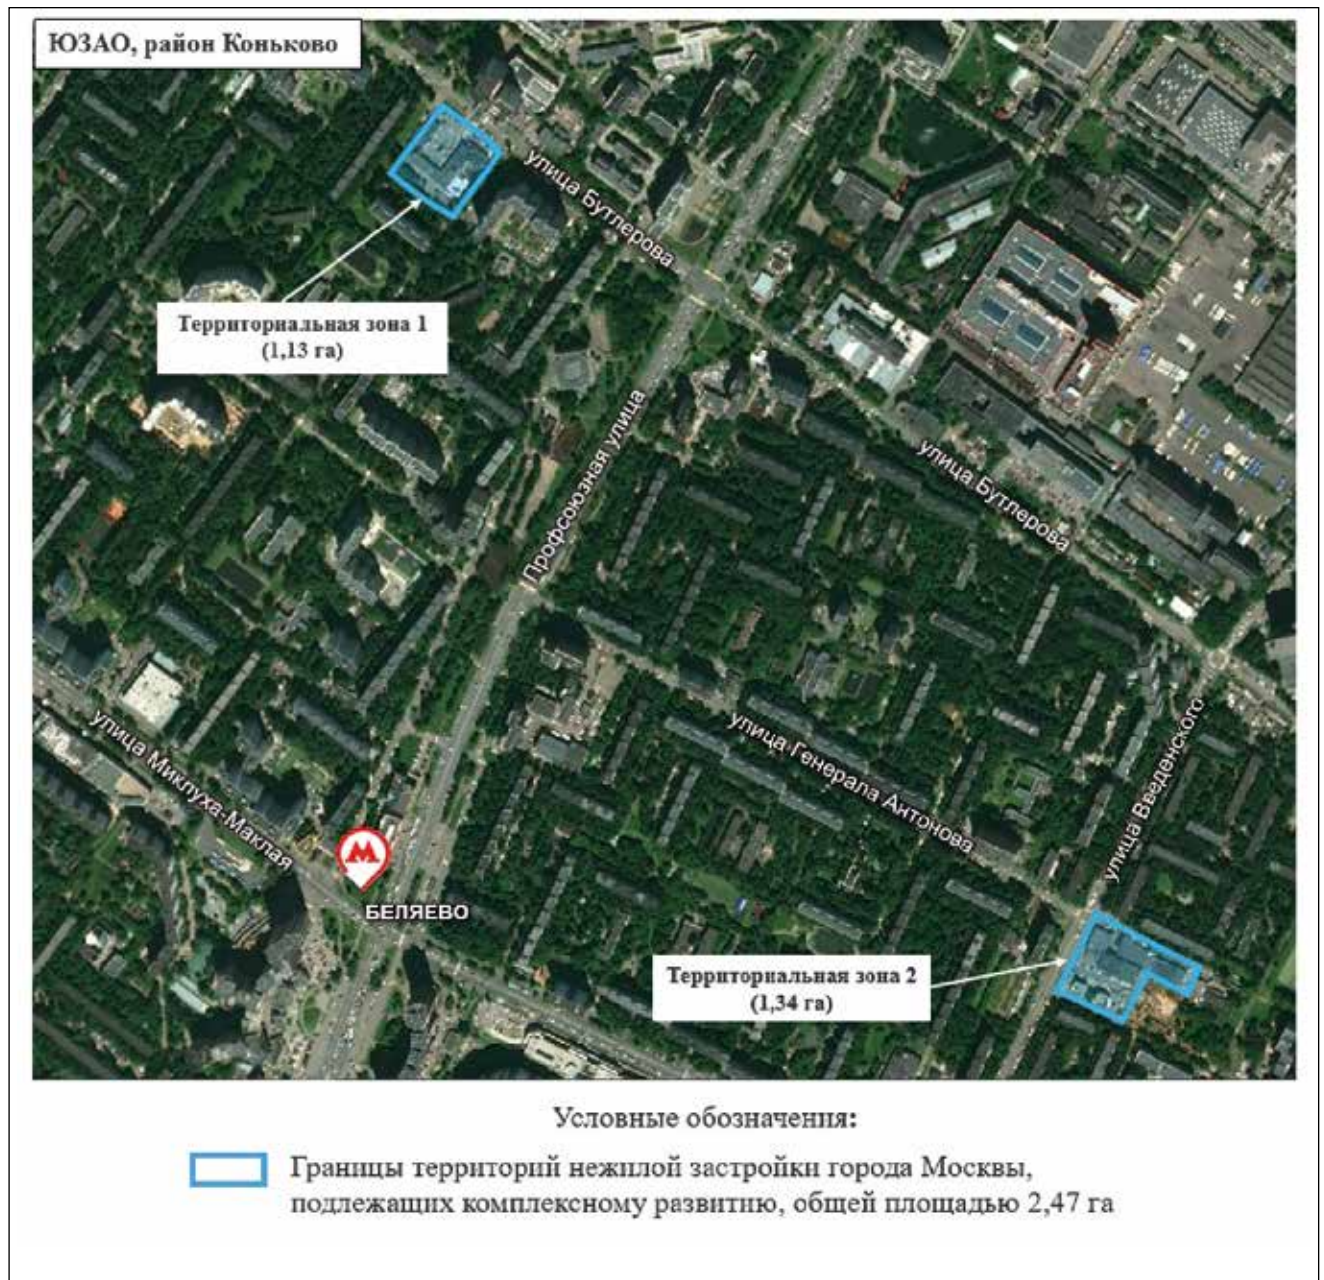 ЮЗАО, район Коньково
улица Бутлерова
Территориальная зона 1
(1,13 га)
Профсоюзная улица
улица Бутлерова
улица Миклуха-Маклая
улица Генерала Антонова
улица Введенского
М
БЕЛЯЕВО
Территориальная зона 2
(1,34 га)
Условные обозначения:
Границы территорий нежилой застройки города Москвы,
подлежащих комплексному развитию, общей площадью 2,47 га